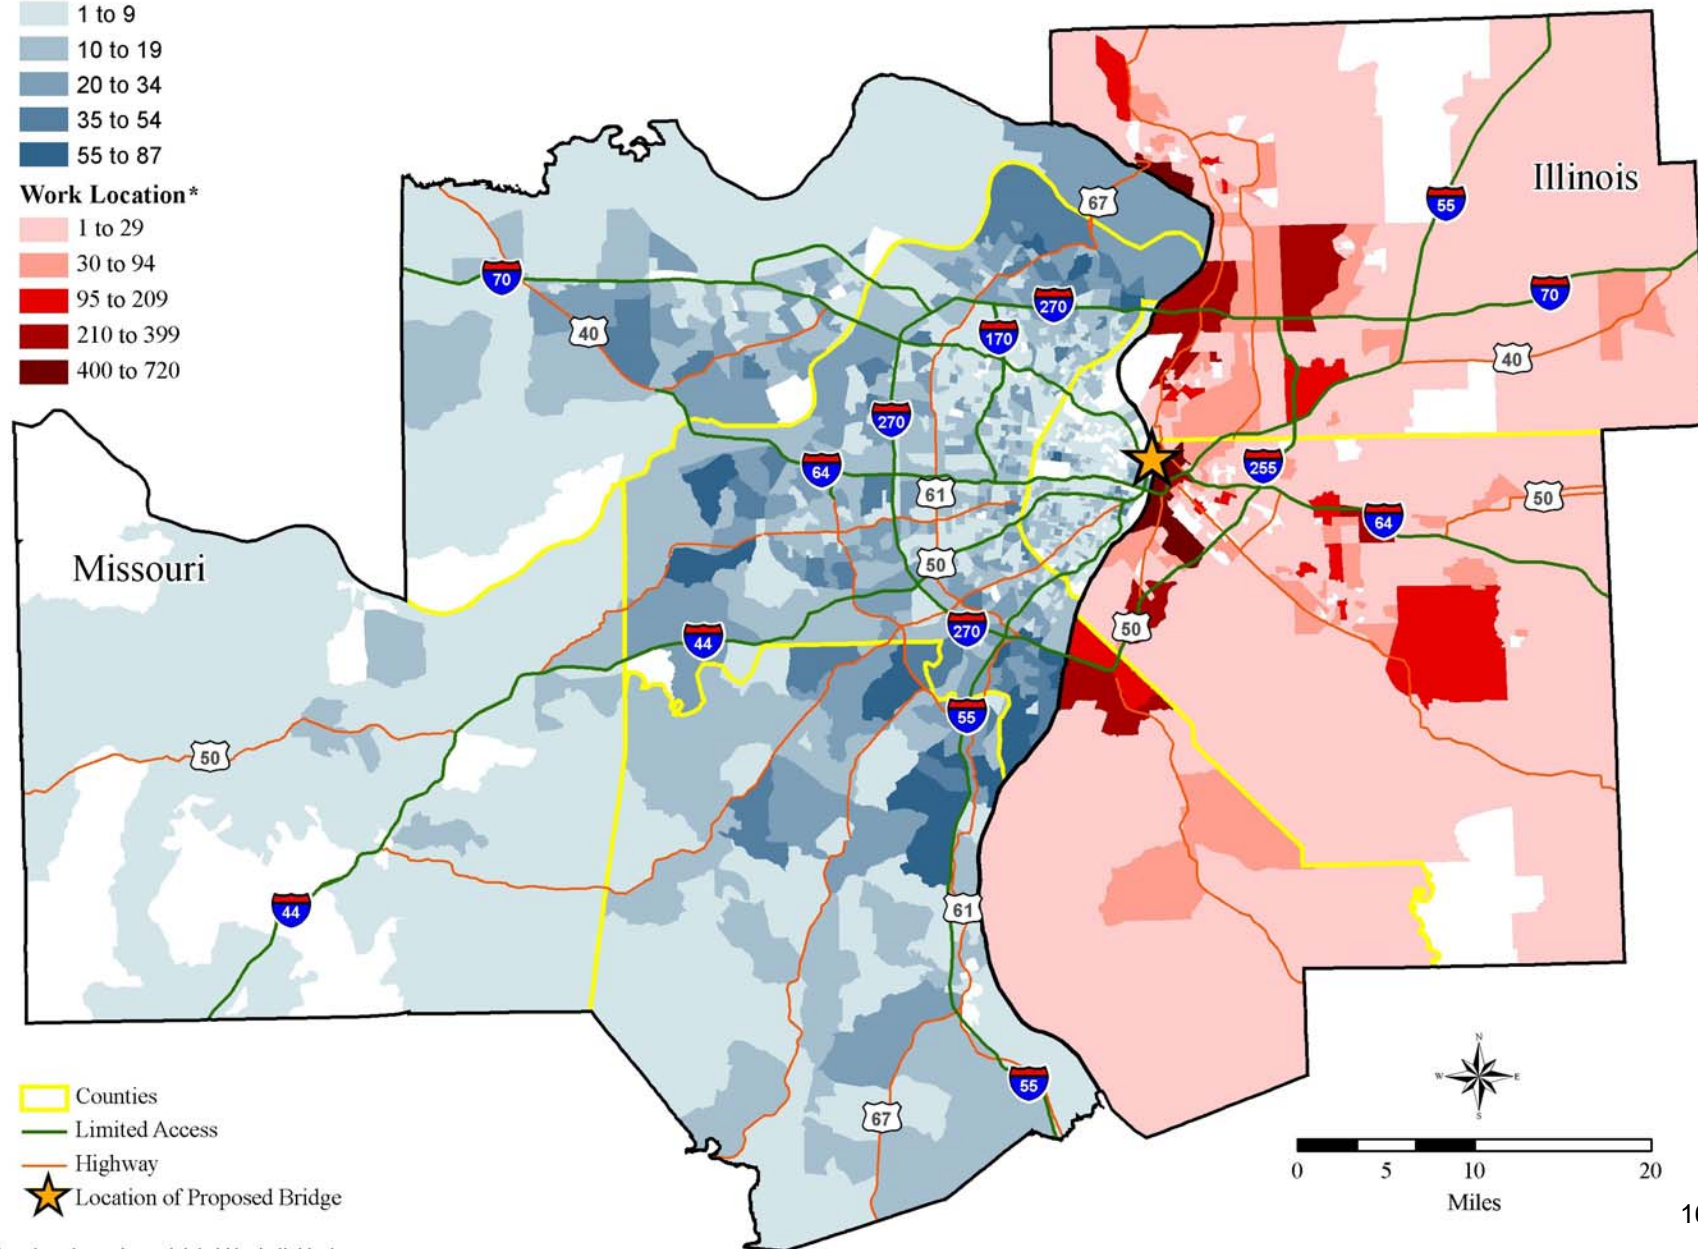 1 to 9
10 to 19
20 to 34
35 to 54
55 to 87
Work Location*
1 to 29
30 to 94
95 to 209
210 to 399
400 to 720
Illinois
67
55
70
70
270
170
40
40
270
64
61
255
50
64
50
Missouri
270
50
44
55
50
61
44
N
W E
S
55
67
Counties
Limited Access
Highway
Location of Proposed Bridge
0 5 10 20
Miles